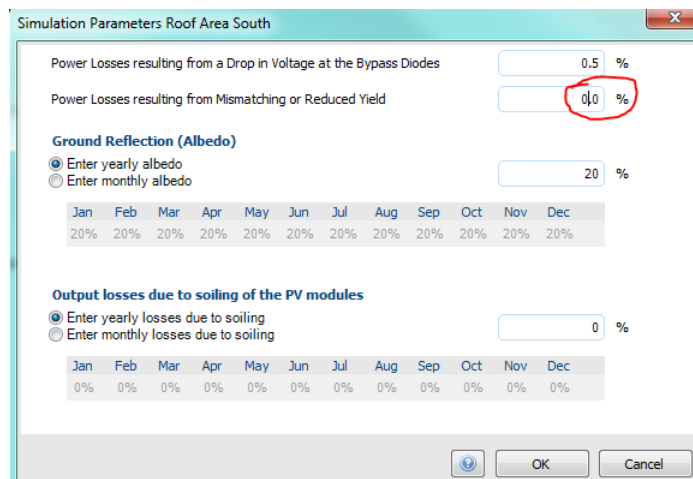 Simulation Parameters Roof Area South
Power Losses resulting from a Drop in Voltage at the Bypass Diodes 0.5 %
Power Losses resulting from Mismatching or Reduced Yield 0.0 %
Ground Reflection (Albedo)
Enter yearly albedo 20 %
Enter monthly albedo
Jan Feb Mar Apr May Jun Jul Aug Sep Oct Nov Dec
20% 20% 20% 20% 20% 20% 20% 20% 20% 20% 20% 20%
Output losses due to soiling of the PV modules
Enter yearly losses due to soiling 0 %
Enter monthly losses due to soiling
Jan Feb Mar Apr May Jun Jul Aug Sep Oct Nov Dec
0% 0% 0% 0% 0% 0% 0% 0% 0% 0% 0% 0%
? OK Cancel